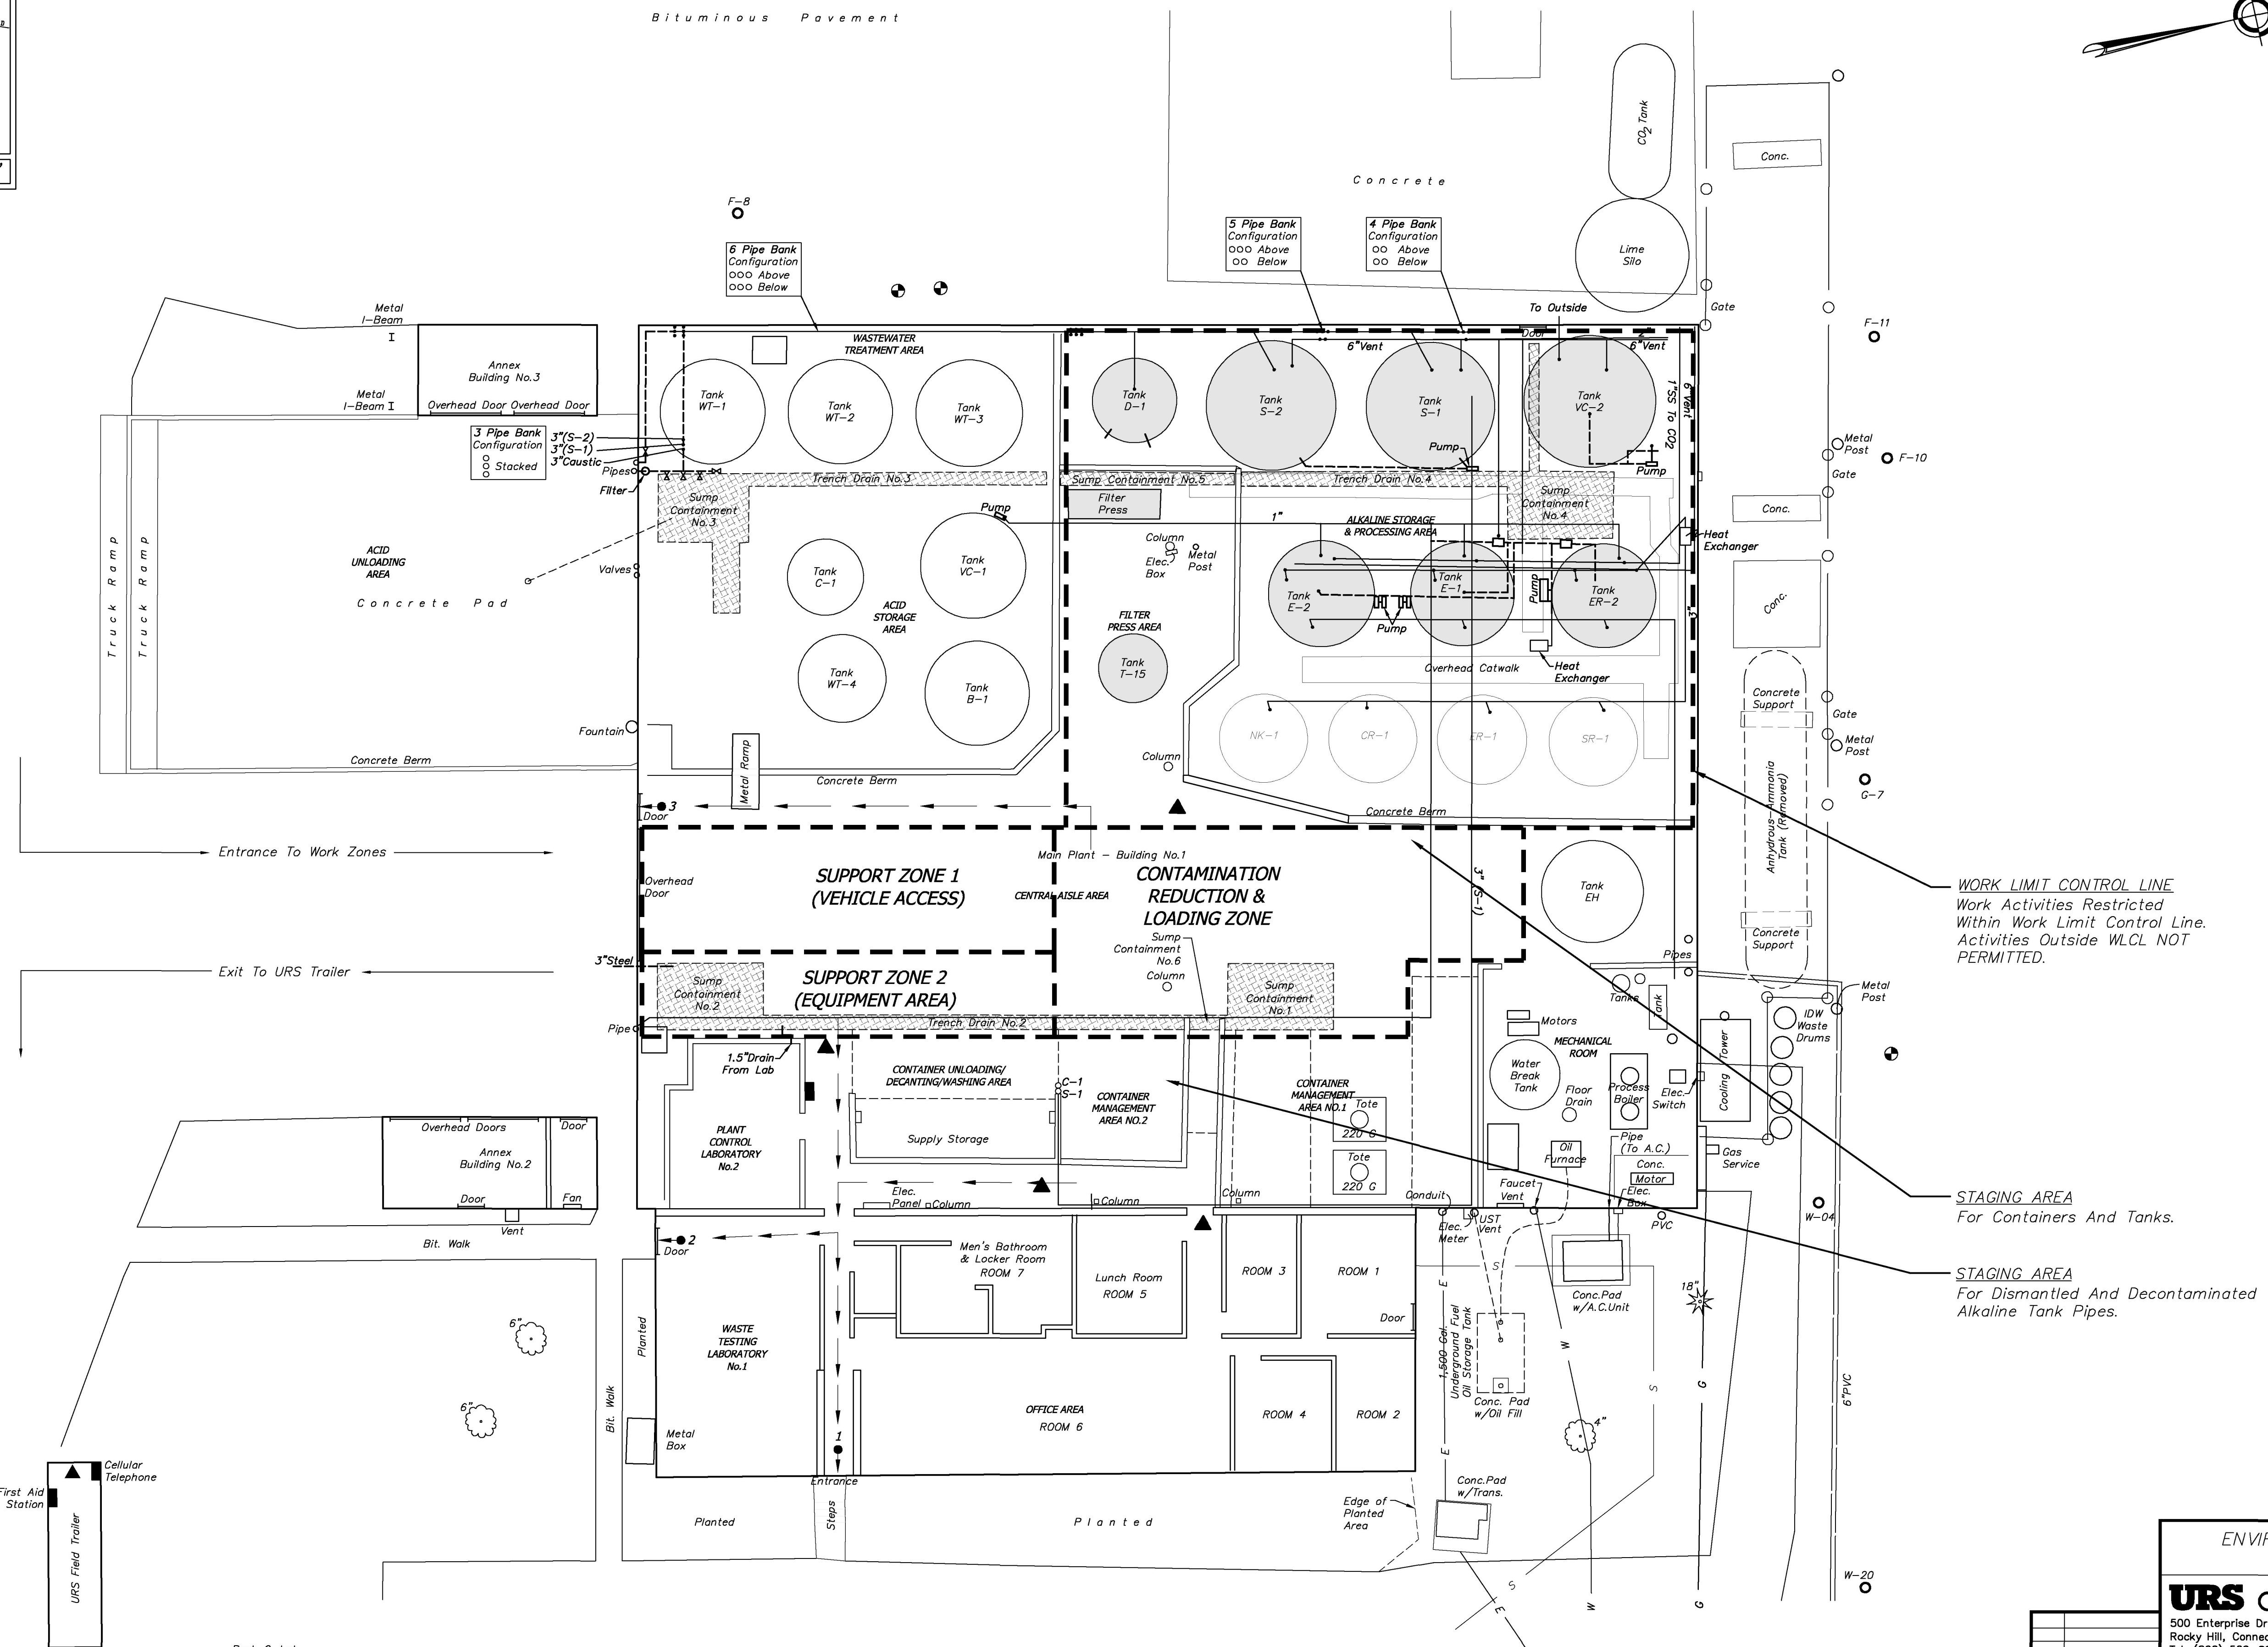 Bituminous Pavement
CO2 Tank
Conc.
Concrete
Lime
Silo
F-8
6 Pipe Bank
Configuration
OOO Above
OOO Below
5 Pipe Bank
Configuration
OOO Above
OO Below
4 Pipe Bank
Configuration
OO Above
OO Below
To Outside
Gate
F-11
Metal
I-Beam
Annex
Building No.3
Metal
I-Beam
Overhead Door Overhead Door
WASTEWATER
TREATMENT AREA
Door
2"
6"Vent
6"Vent
6"Vent
1"SS To CO2
Tank
WT-1
Tank
WT-2
Tank
WT-3
Tank
D-1
Tank
S-2
Tank
S-1
Tank
VC-2
3 Pipe Bank
Configuration
Stacked
3"(S-2)
3"(S-1)
3"Caustic
Pipes
Filter
Pump
Pump
Metal
Post
F-10
Gate
Trench Drain No.3
Sump Containment No.5
Trench Drain No.4
Sump
Containment
No.3
Filter
Press
Sump
Containment
No.4
Conc.
Pump
1"
ALKALINE STORAGE
& PROCESSING AREA
Heat
Exchanger
Truck Ramp
Truck Ramp
ACID
UNLOADING
AREA
Concrete Pad
Valves
Tank
C-1
Tank
VC-1
Column
Elec.
Box
Metal
Post
Tank
E-2
Tank
E-1
Pump
Tank
ER-2
Pump
3"
Conc.
ACID
STORAGE
AREA
FILTER
PRESS AREA
Tank
WT-4
Tank
B-1
Tank
T-15
Overhead Catwalk
Heat
Exchanger
Concrete
Support
Gate
Metal
Post
G-7
Fountain
Concrete Berm
Metal Ramp
Concrete Berm
Column
NK-1
CR-1
ER-1
SR-1
Anhydrous-Ammonia
Tank (Removed)
Concrete
Support
3
Door
Concrete Berm
Entrance To Work Zones
Main Plant - Building No.1
Overhead
Door
SUPPORT ZONE 1
(VEHICLE ACCESS)
CENTRAL AISLE AREA
CONTAMINATION
REDUCTION &
LOADING ZONE
3" (S-1)
Tank
EH
WORK LIMIT CONTROL LINE
Work Activities Restricted
Within Work Limit Control Line.
Activities Outside WLCL NOT
PERMITTED.
Exit To URS Trailer
3"Steel
SUPPORT ZONE 2
(EQUIPMENT AREA)
Sump
Containment
No.6
Column
Sump
Containment
No.2
Sump
Containment
No.1
Trench Drain No.2
Pipe
Pipes
Tanks
Tank
Metal
Post
IDW
Waste
Drums
Motors
MECHANICAL
ROOM
Cooling Tower
1.5"Drain
From Lab
CONTAINER UNLOADING/
DECANTING/WASHING AREA
C-1
S-1
CONTAINER
MANAGEMENT
AREA NO.2
CONTAINER
MANAGEMENT
AREA NO.1
Tote
220 G
Tote
220 G
Water
Break
Tank
Floor
Drain
Process
Boiler
Elec.
Switch
Overhead Doors
Door
Annex
Building No.2
Door
Fan
Vent
PLANT
CONTROL
LABORATORY
No.2
Supply Storage
Oil
Furnace
Pipe
(To A.C.)
Conc.
Motor
Elec.
Box
Gas
Service
Elec.
Panel
Column
Column
Column
Conduit
Faucet
Vent
Elec.
Meter
UST
Vent
PVC
W-04
STAGING AREA
For Containers And Tanks.
Bit. Walk
2
Door
Men's Bathroom
& Locker Room
ROOM 7
Lunch Room
ROOM 5
ROOM 3
ROOM 1
Door
S
E
Conc.Pad
w/A.C.Unit
18"
STAGING AREA
For Dismantled And Decontaminated
Alkaline Tank Pipes.
6"
6"
Planted
Bit. Walk
WASTE
TESTING
LABORATORY
No.1
Metal
Box
1
OFFICE AREA
ROOM 6
ROOM 4
ROOM 2
1,500 Gal.
Underground Fuel
Oil Storage Tank
Conc. Pad
w/Oil Fill
W
S
G
4"
6"PVC
E
Cellular
Telephone
First Aid
Station
URS Field Trailer
Entrance
Steps
Planted
Planted
Edge of
Planted
Area
Conc.Pad
w/Trans.
S
E
W
G
W-20
URS
500 Enterprise Dr